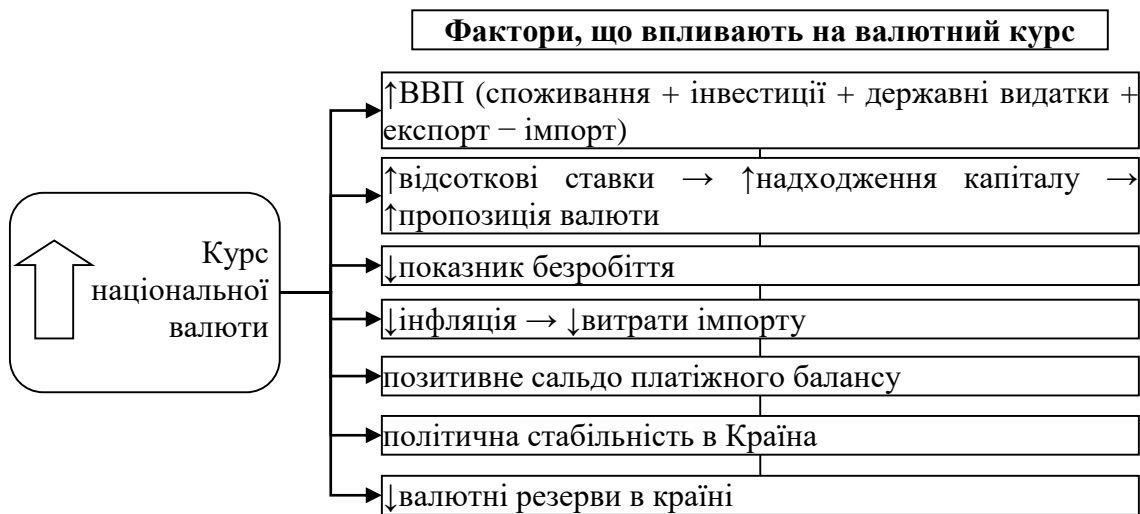 Фактори, що впливають на валютний курс
↑ВВП (споживання + інвестиції + державні видатки +
експорт − імпорт)
↑відсоткові ставки → ↑надходження капіталу →
↑пропозиція валюти
Курс
національної
валюти
↓показник безробіття
↓інфляція → ↓витрати імпорту
позитивне сальдо платіжного балансу
політична стабільність в Країна
↓валютні резерви в країні